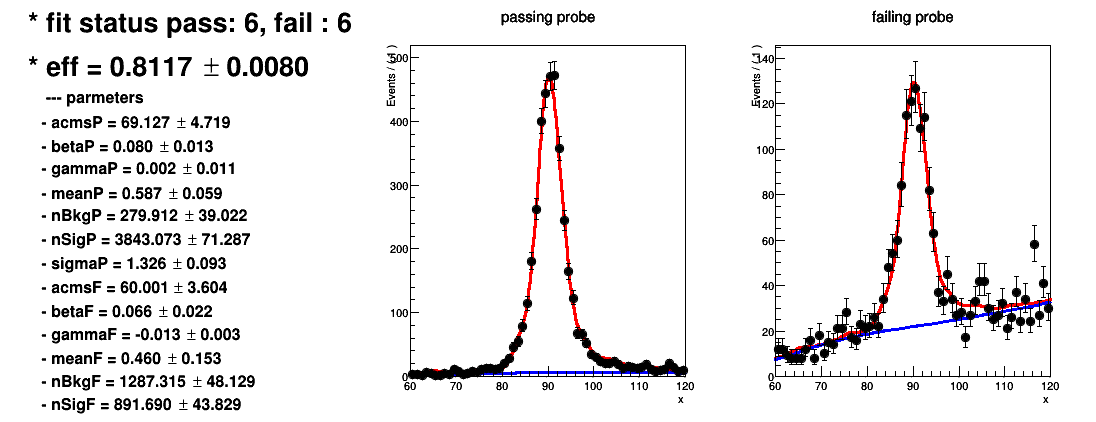 * fit status pass: 6, fail : 6
* eff = 0.8117 ± 0.0080
--- parmeters
- acmsP = 69.127 ± 4.719
- betaP = 0.080 ± 0.013
- gammaP = 0.002 ± 0.011
- meanP = 0.587 ± 0.059
- nBkgP = 279.912 ± 39.022
- nSigP = 3843.073 ± 71.287
- sigmaP = 1.326 ± 0.093
- acmsF = 60.001 ± 3.604
- betaF = 0.066 ± 0.022
- gammaF = -0.013 ± 0.003
- meanF = 0.460 ± 0.153
- nBkgF = 1287.315 ± 48.129
- nSigF = 891.690 ± 43.829
passing probe
Events / ( 1 )
500
400
300
200
100
0
60 70 80 90 100 110 120
x
failing probe
Events / ( 1 )
140
120
100
80
60
40
20
0
60 70 80 90 100 110 120
x